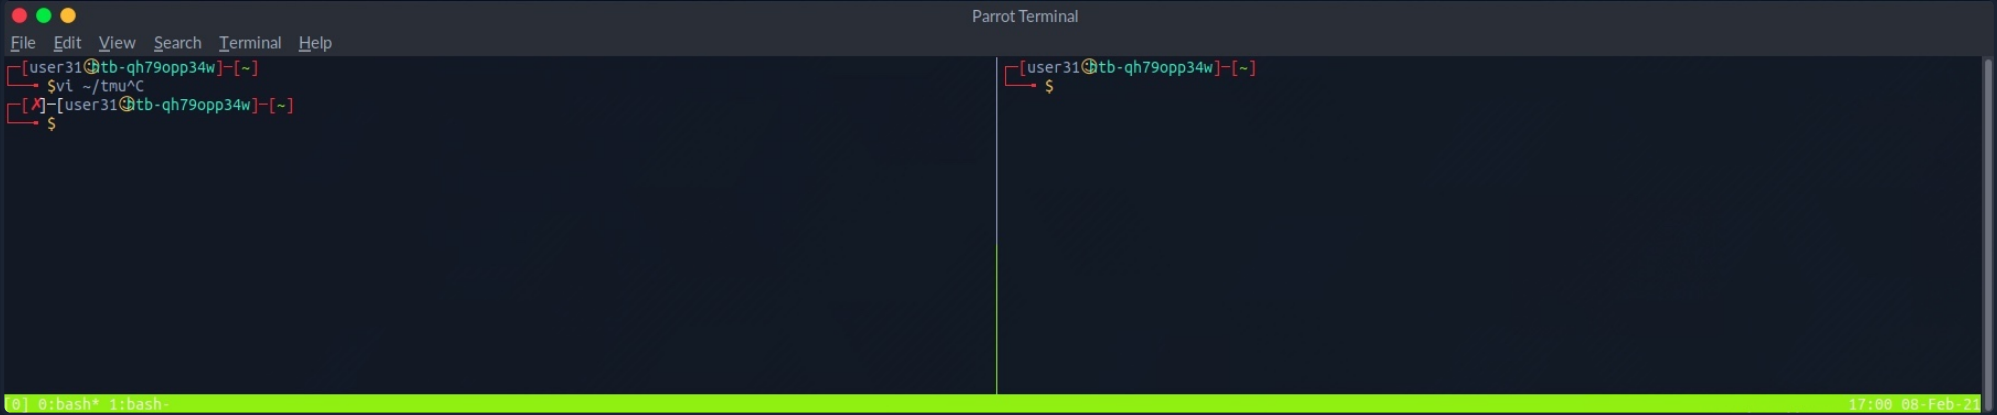 Parrot Terminal
File Edit View Search Terminal Help
┌─[user31☺htb-qh79opp34w]─[~]
└──╼ $vi ~/tmu^C
┌─[✗]─[user31☺htb-qh79opp34w]─[~]
└──╼ $
┌─[user31☺htb-qh79opp34w]─[~]
└──╼ $
[0] 0:bash* 1:bash- 17:00 08-Feb-21